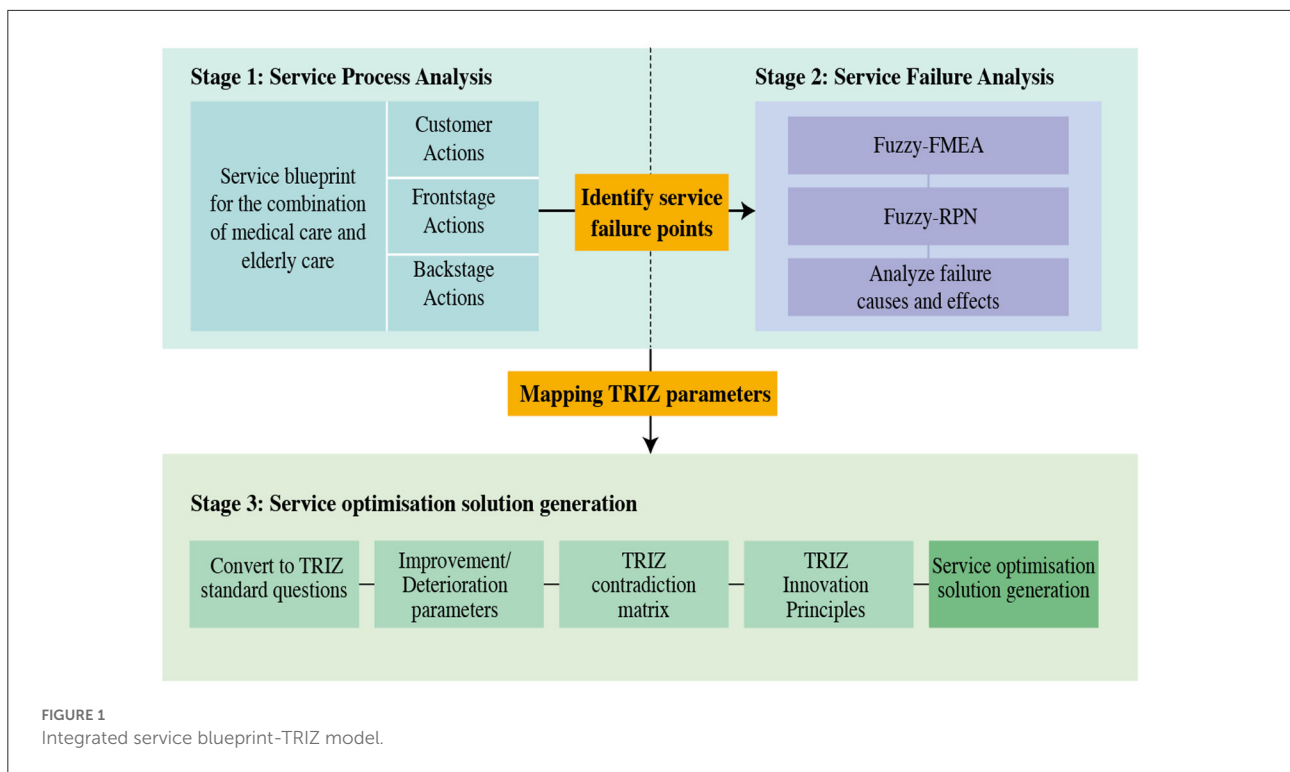 Stage 1: Service Process Analysis
Service blueprint
for the combination
of medical care and
elderly care
Customer
Actions
Frontstage
Actions
Backstage
Actions
Identify service
failure points
Stage 2: Service Failure Analysis
Fuzzy-FMEA
Fuzzy-RPN
Analyze failure
causes and effects
Mapping TRIZ parameters
Stage 3: Service optimisation solution generation
Convert to TRIZ
standard questions
Improvement/
Deterioration
parameters
TRIZ
contradiction
matrix
TRIZ
Innovation
Principles
Service optimisation
solution generation
FIGURE 1
Integrated service blueprint-TRIZ model.